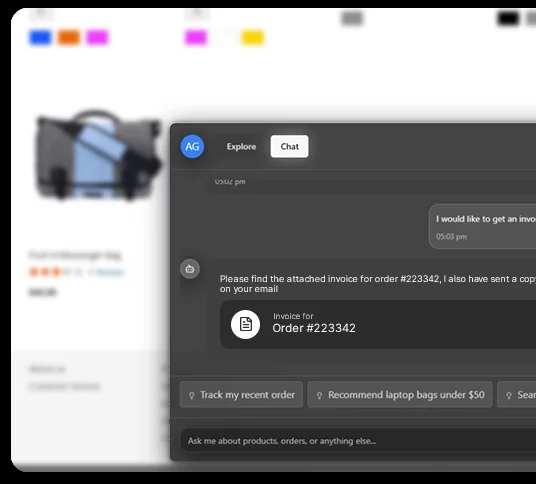 AG
Explore
Chat
05:02 pm
I would like to get an invo
05:03 pm
Please find the attached invoice for order #223342, I also have sent a copy
on your email
Invoice for
Order #223342
Track my recent order
Recommend laptop bags under $50
Sear
Ask me about products, orders, or anything else...